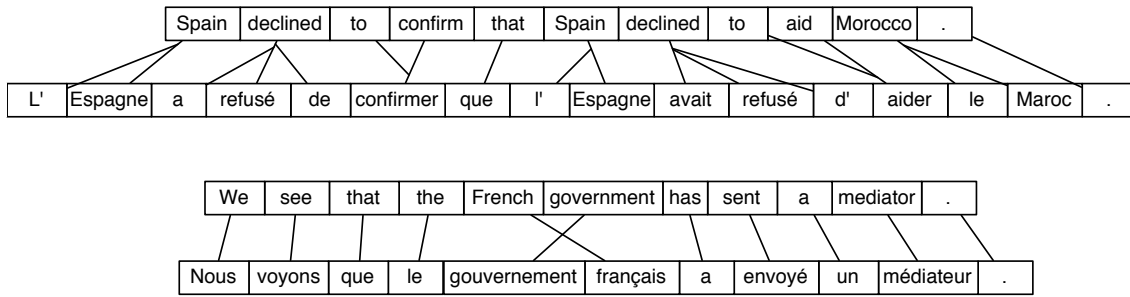 Spain declined to confirm that Spain declined to aid Morocco .
L' Espagne a refusé de confirmer que l' Espagne avait refusé d' aider le Maroc .
We see that the French government has sent a mediator .
Nous voyons que le gouvernement français a envoyé un médiateur .